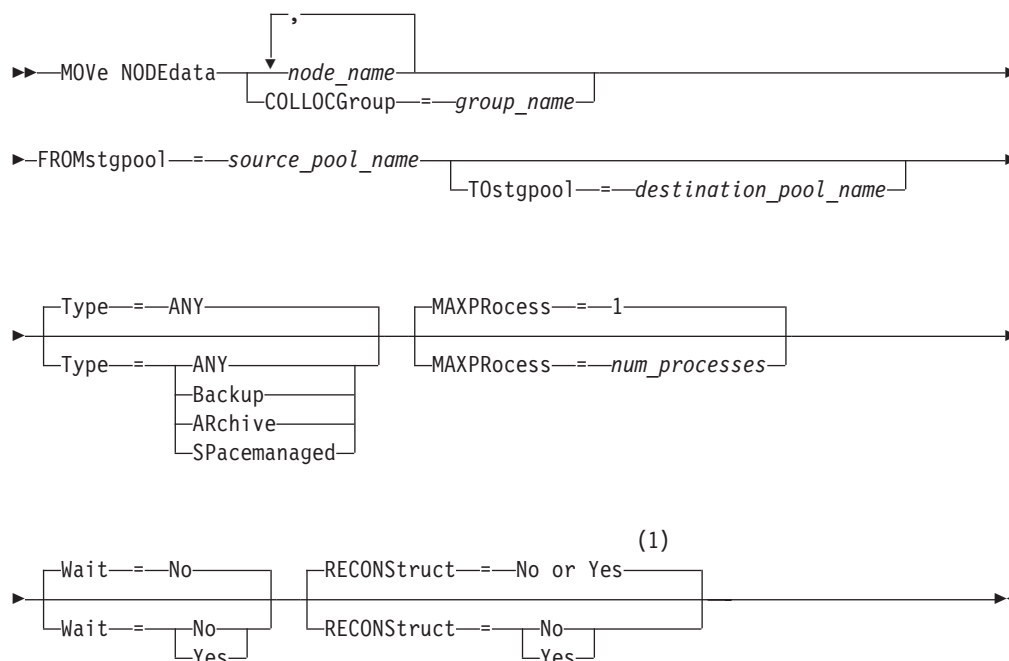 ,
MOVe NODEdata node_name
COLLOCGroup = group_name
FROMstgpool = source_pool_name
TOstgpool = destination_pool_name
Type = ANY MAXPRocess = 1
Type = ANY MAXPRocess = num_processes
Backup
ARchive
SPacemanaged
(1)
Wait = No RECONStruct = No or Yes
Wait = No RECONStruct = No
Yes Yes